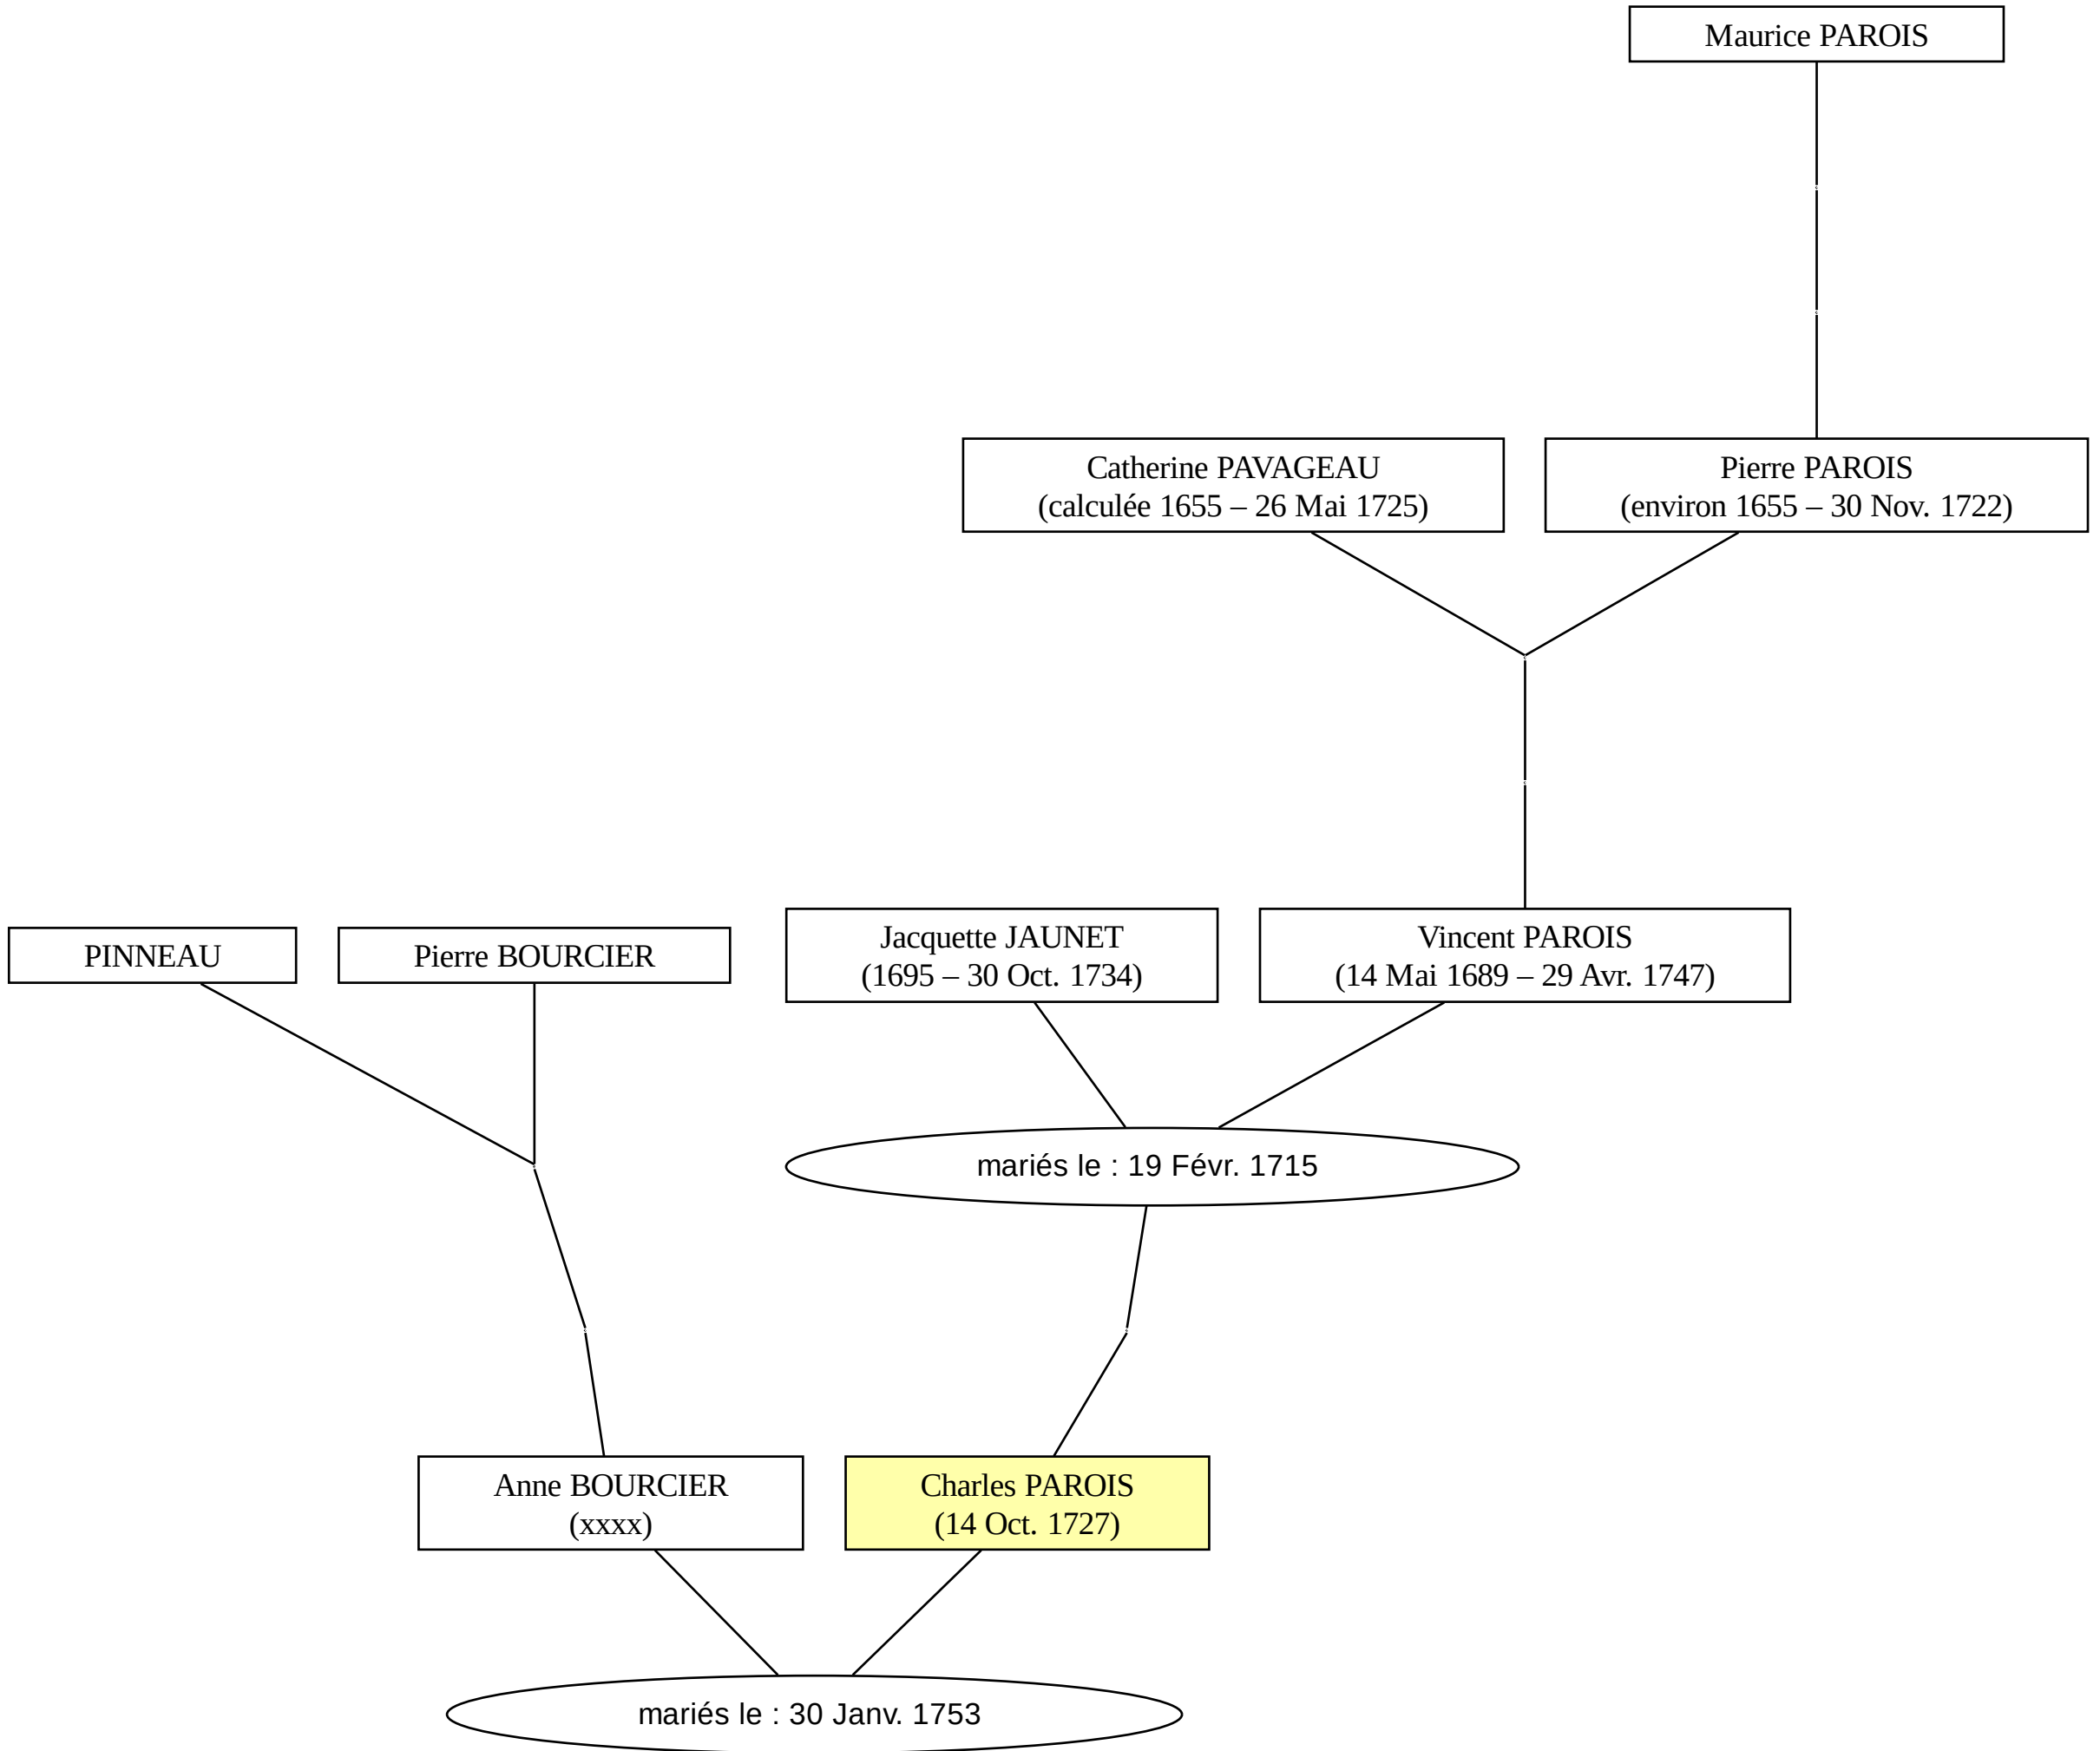 Maurice PAROIS
Catherine PAVAGEAU
(calculée 1655 – 26 Mai 1725)
Pierre PAROIS
(environ 1655 – 30 Nov. 1722)
PINNEAU
Pierre BOURCIER
Jacquette JAUNET
(1695 – 30 Oct. 1734)
Vincent PAROIS
(14 Mai 1689 – 29 Avr. 1747)
mariés le : 19 Févr. 1715
Anne BOURCIER
(xxxx)
Charles PAROIS
(14 Oct. 1727)
mariés le : 30 Janv. 1753